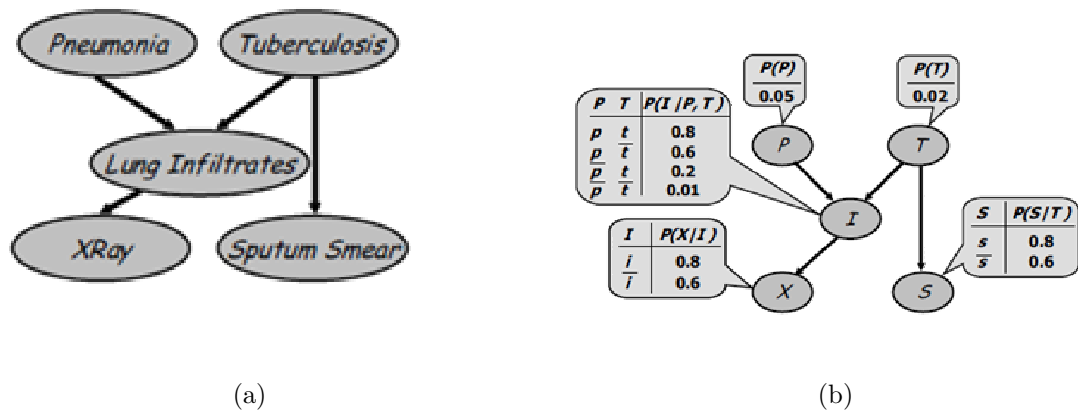 Pneumonia Tuberculosis
Lung Infiltrates
XRay Sputum Smear
(a)
P(P)
0.05
P(T)
0.02
P T P(I|P,T)
p t 0.8
p t̅ 0.6
p̅ t 0.2
p̅ t̅ 0.01
P T
I
I P(X|I)
i 0.8
i̅ 0.6
S P(S|T)
s 0.8
s̅ 0.6
X S
(b)